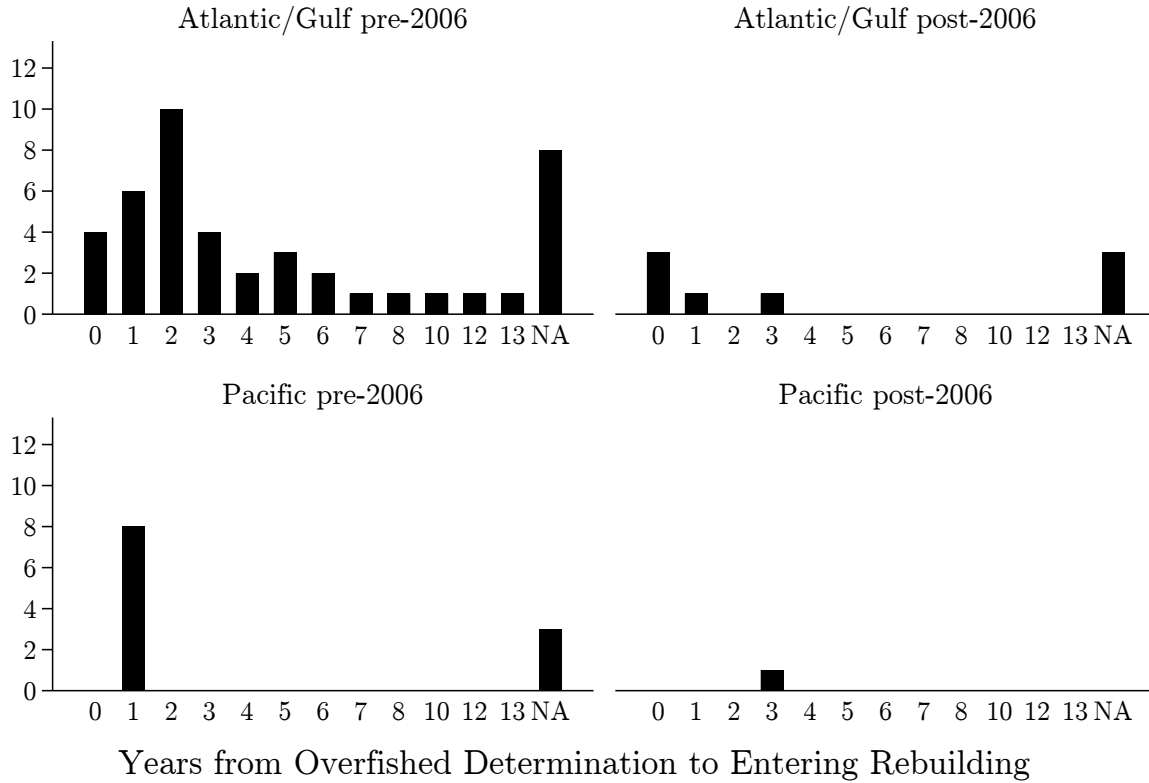 Atlantic/Gulf pre-2006
Atlantic/Gulf post-2006
12
10
8
6
4
2
0
0 1 2 3 4 5 6 7 8 10 12 13 NA
0 1 2 3 4 5 6 7 8 10 12 13 NA
Pacific pre-2006
Pacific post-2006
12
10
8
6
4
2
0
0 1 2 3 4 5 6 7 8 10 12 13 NA
0 1 2 3 4 5 6 7 8 10 12 13 NA
Years from Overfished Determination to Entering Rebuilding